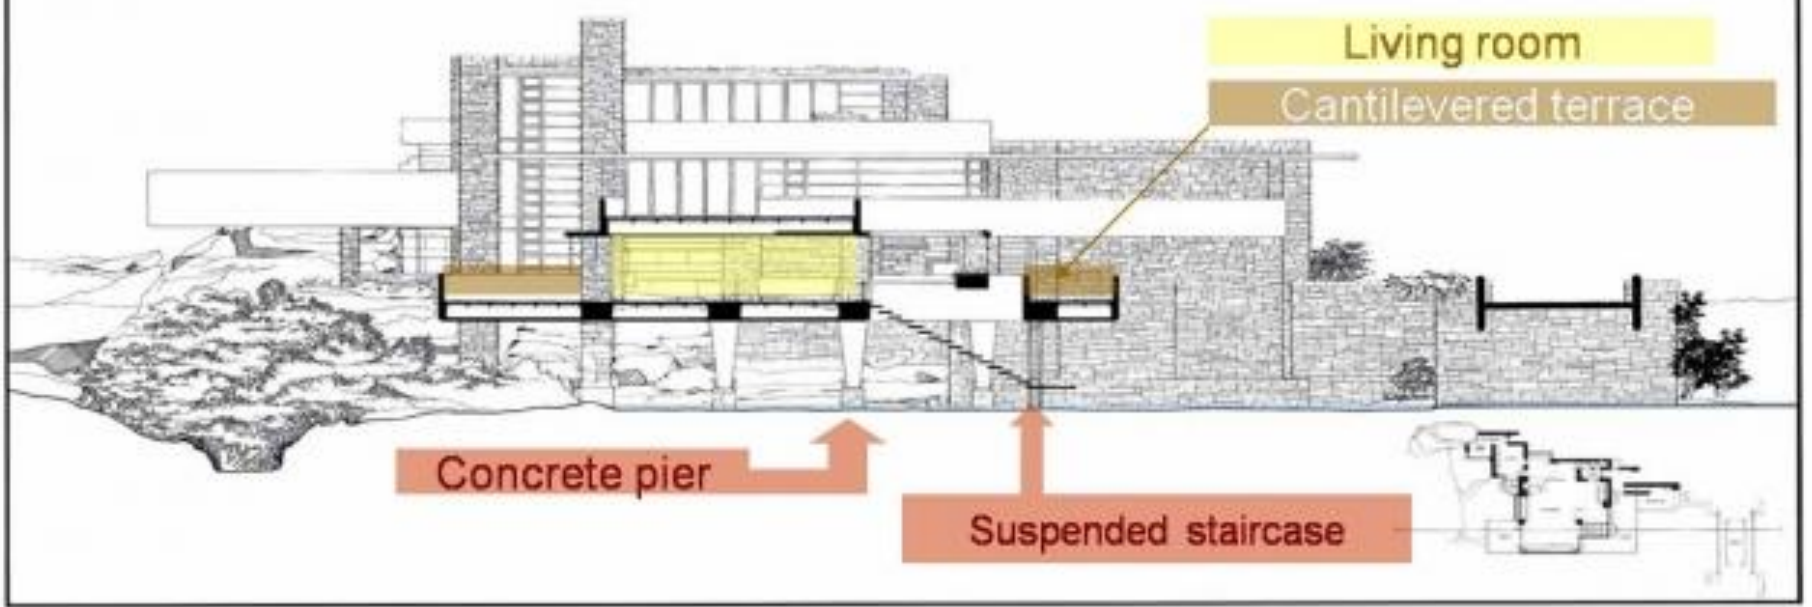 Living room
Cantilevered terrace
Concrete pier
Suspended staircase